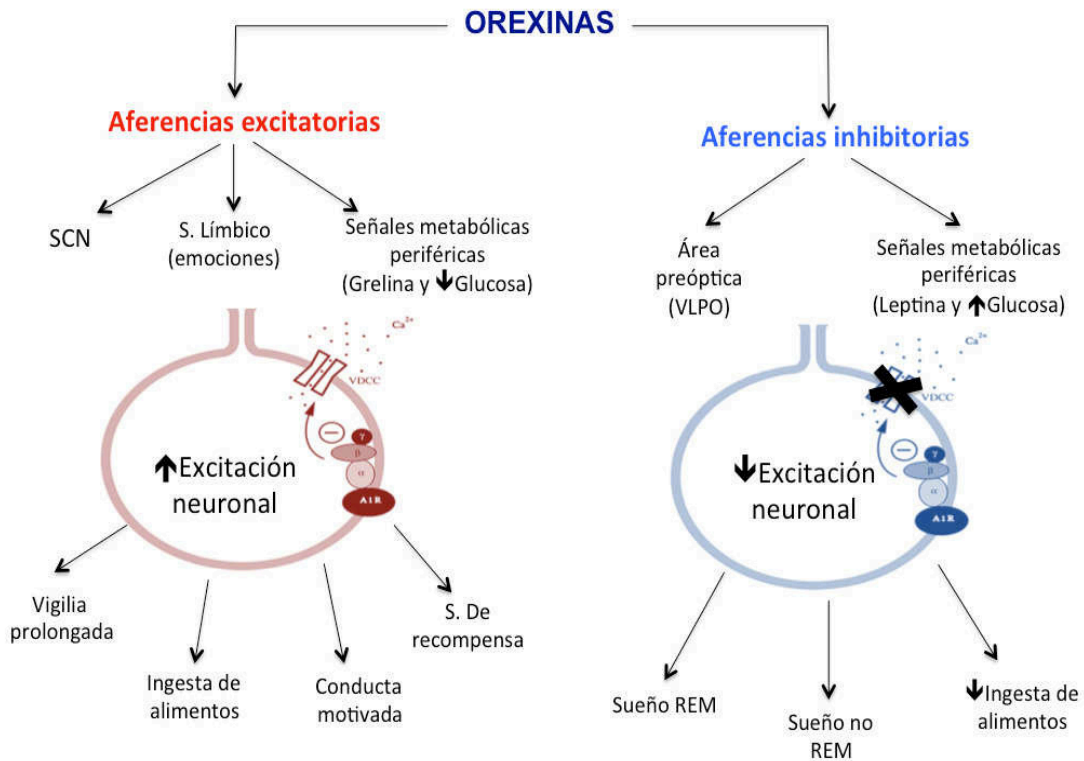 OREXINAS
Aferencias excitatorias
Aferencias inhibitorias
SCN
S. Límbico
(emociones)
Señales metabólicas
periféricas
(Grelina y 🡇Glucosa)
Área
preóptica
(VLPO)
Señales metabólicas
periféricas
(Leptina y 🡅Glucosa)
Ca²⁺
VDCC
−
γ
β
α
A1R
🡅Excitación
neuronal
Ca²⁺
VDCC
−
γ
β
α
A1R
🡇Excitación
neuronal
Vigilia
prolongada
Ingesta de
alimentos
Conducta
motivada
S. De
recompensa
Sueño REM
Sueño no
REM
🡇Ingesta de
alimentos